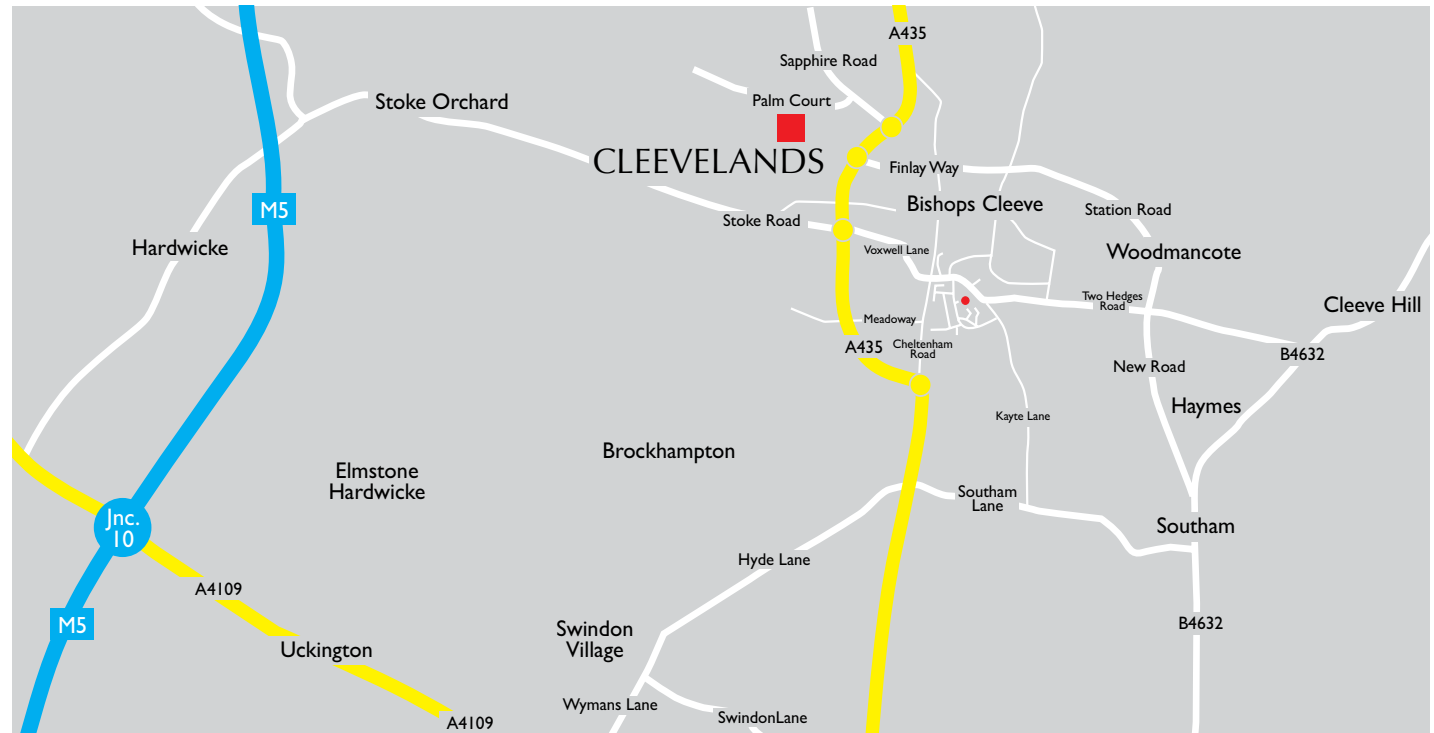 A435
Sapphire Road
Palm Court
Stoke Orchard
CLEEVELANDS
Finlay Way
M5
Bishops Cleeve
Station Road
Stoke Road
Hardwicke
Voxwell Lane
Woodmancote
Two Hedges
Road
Cleeve Hill
Meadoway
A435
Cheltenham
Road
B4632
New Road
Haymes
Kayte Lane
Brockhampton
Elmstone
Hardwicke
Southam
Lane
Jnc.
10
Southam
Hyde Lane
A4109
M5
Swindon
Village
B4632
Uckington
Wymans Lane
SwindonLane
A4109